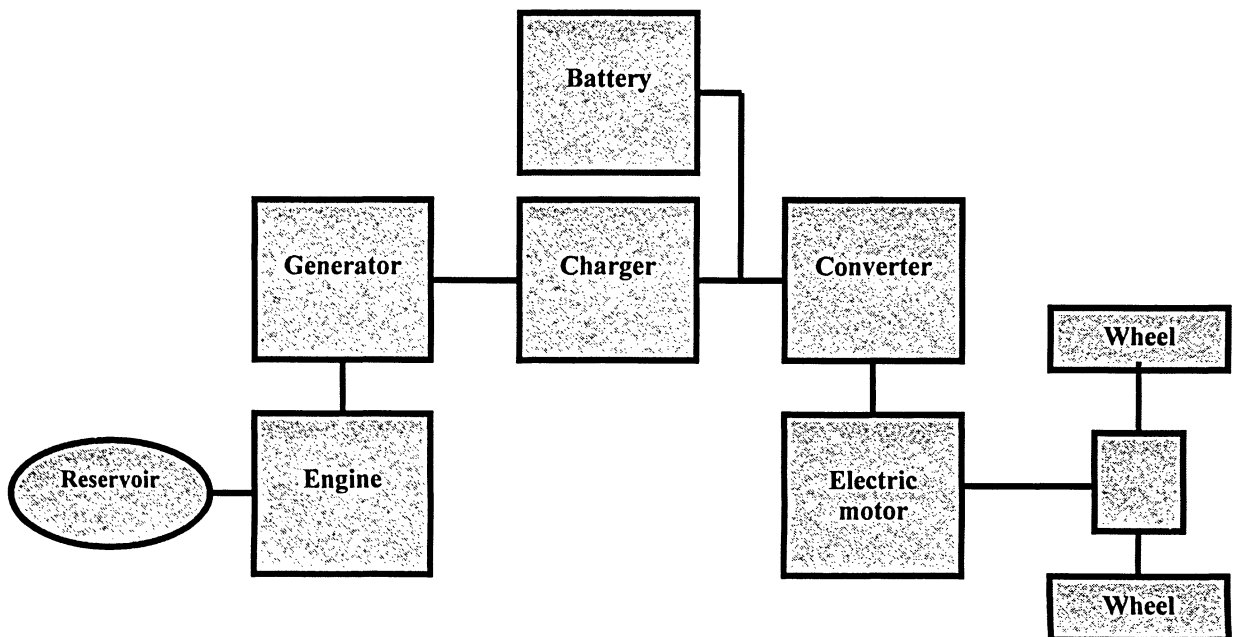 Battery
Generator
Charger
Converter
Wheel
Reservoir
Engine
Electric
motor
Wheel